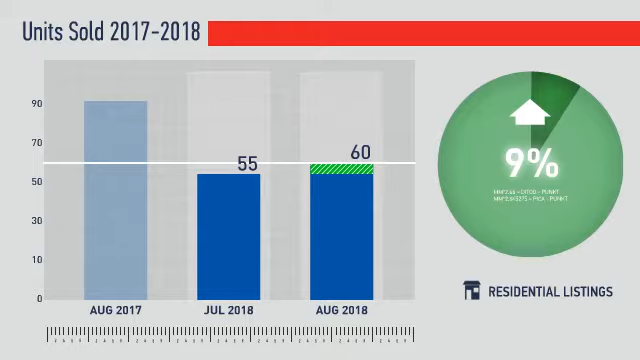 Units Sold 2017-2018
90
70
50
30
10
0
55
60
AUG 2017
JUL 2018
AUG 2018
9%
RESIDENTIAL LISTINGS